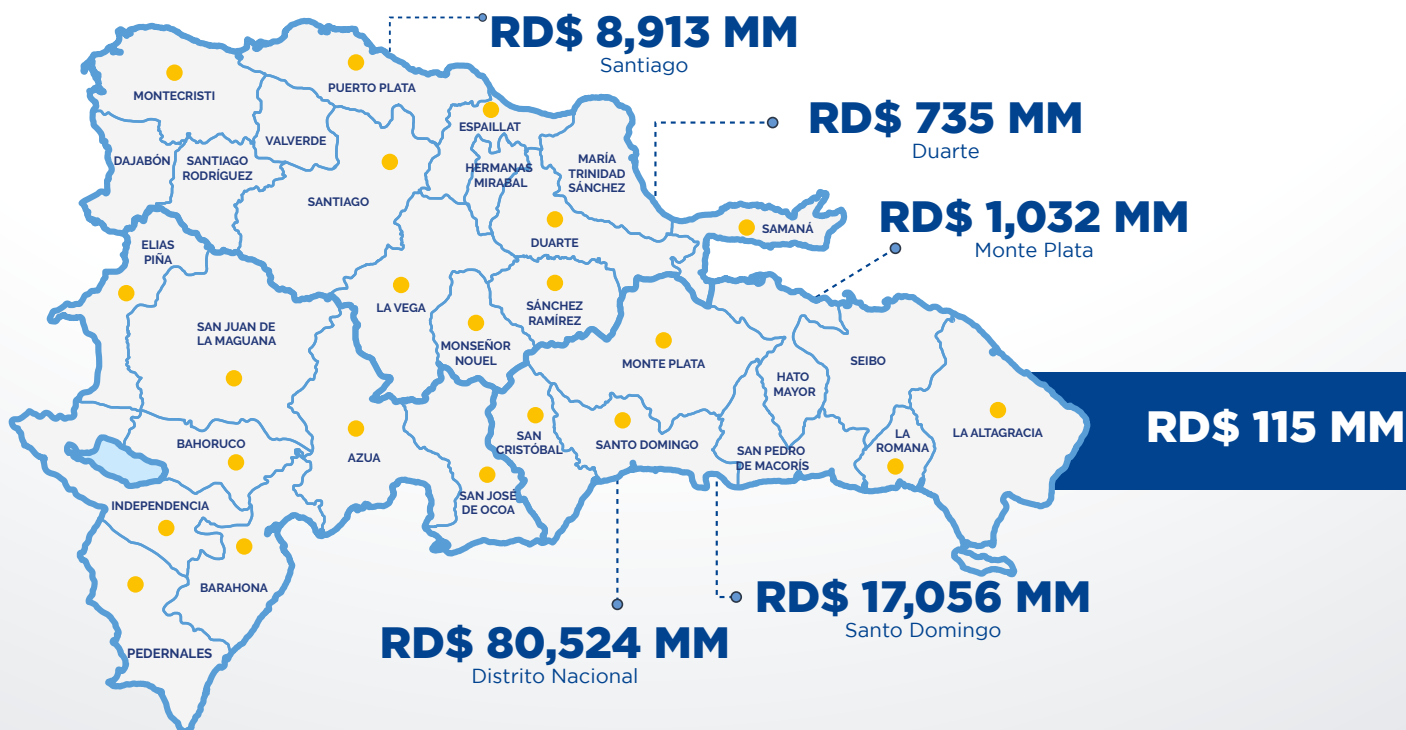 RD$ 8,913 MM
Santiago
RD$ 735 MM
Duarte
RD$ 1,032 MM
Monte Plata
RD$ 115 MM
RD$ 17,056 MM
Santo Domingo
RD$ 80,524 MM
Distrito Nacional
MONTECRISTI
PUERTO PLATA
ESPAILLAT
VALVERDE
DAJABÓN
SANTIAGO
RODRÍGUEZ
SANTIAGO
HERMANAS
MIRABAL
MARÍA
TRINIDAD
SÁNCHEZ
SAMANÁ
DUARTE
ELIAS
PIÑA
LA VEGA
SÁNCHEZ
RAMÍREZ
SAN JUAN DE
LA MAGUANA
MONSEÑOR
NOUEL
MONTE PLATA
HATO
MAYOR
SEIBO
LA ALTAGRACIA
LA
ROMANA
SAN PEDRO
DE MACORÍS
SANTO DOMINGO
SAN
CRISTÓBAL
BAHORUCO
AZUA
SAN JOSÉ
DE OCOA
INDEPENDENCIA
BARAHONA
PEDERNALES